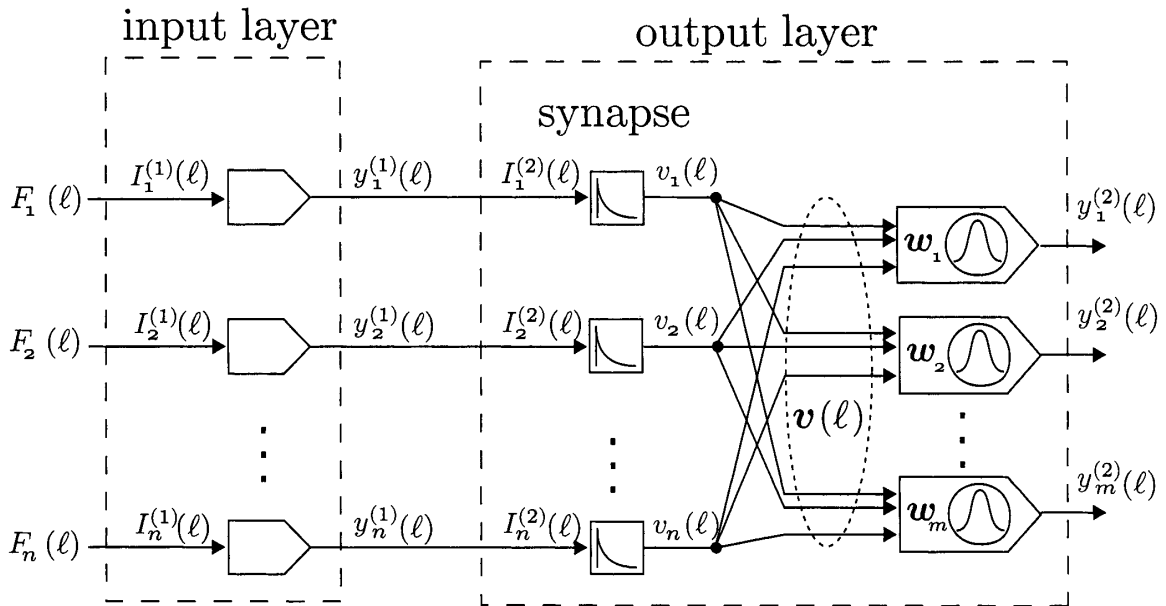 input layer
output layer
synapse
F₁ (ℓ) I₁⁽¹⁾(ℓ) y₁⁽¹⁾(ℓ) I₁⁽²⁾(ℓ) v₁(ℓ) w₁ y₁⁽²⁾(ℓ)
F₂ (ℓ) I₂⁽¹⁾(ℓ) y₂⁽¹⁾(ℓ) I₂⁽²⁾(ℓ) v₂(ℓ) w₂ y₂⁽²⁾(ℓ)
v(ℓ)
Fₙ (ℓ) Iₙ⁽¹⁾(ℓ) yₙ⁽¹⁾(ℓ) Iₙ⁽²⁾(ℓ) vₙ(ℓ) wₘ yₘ⁽²⁾(ℓ)